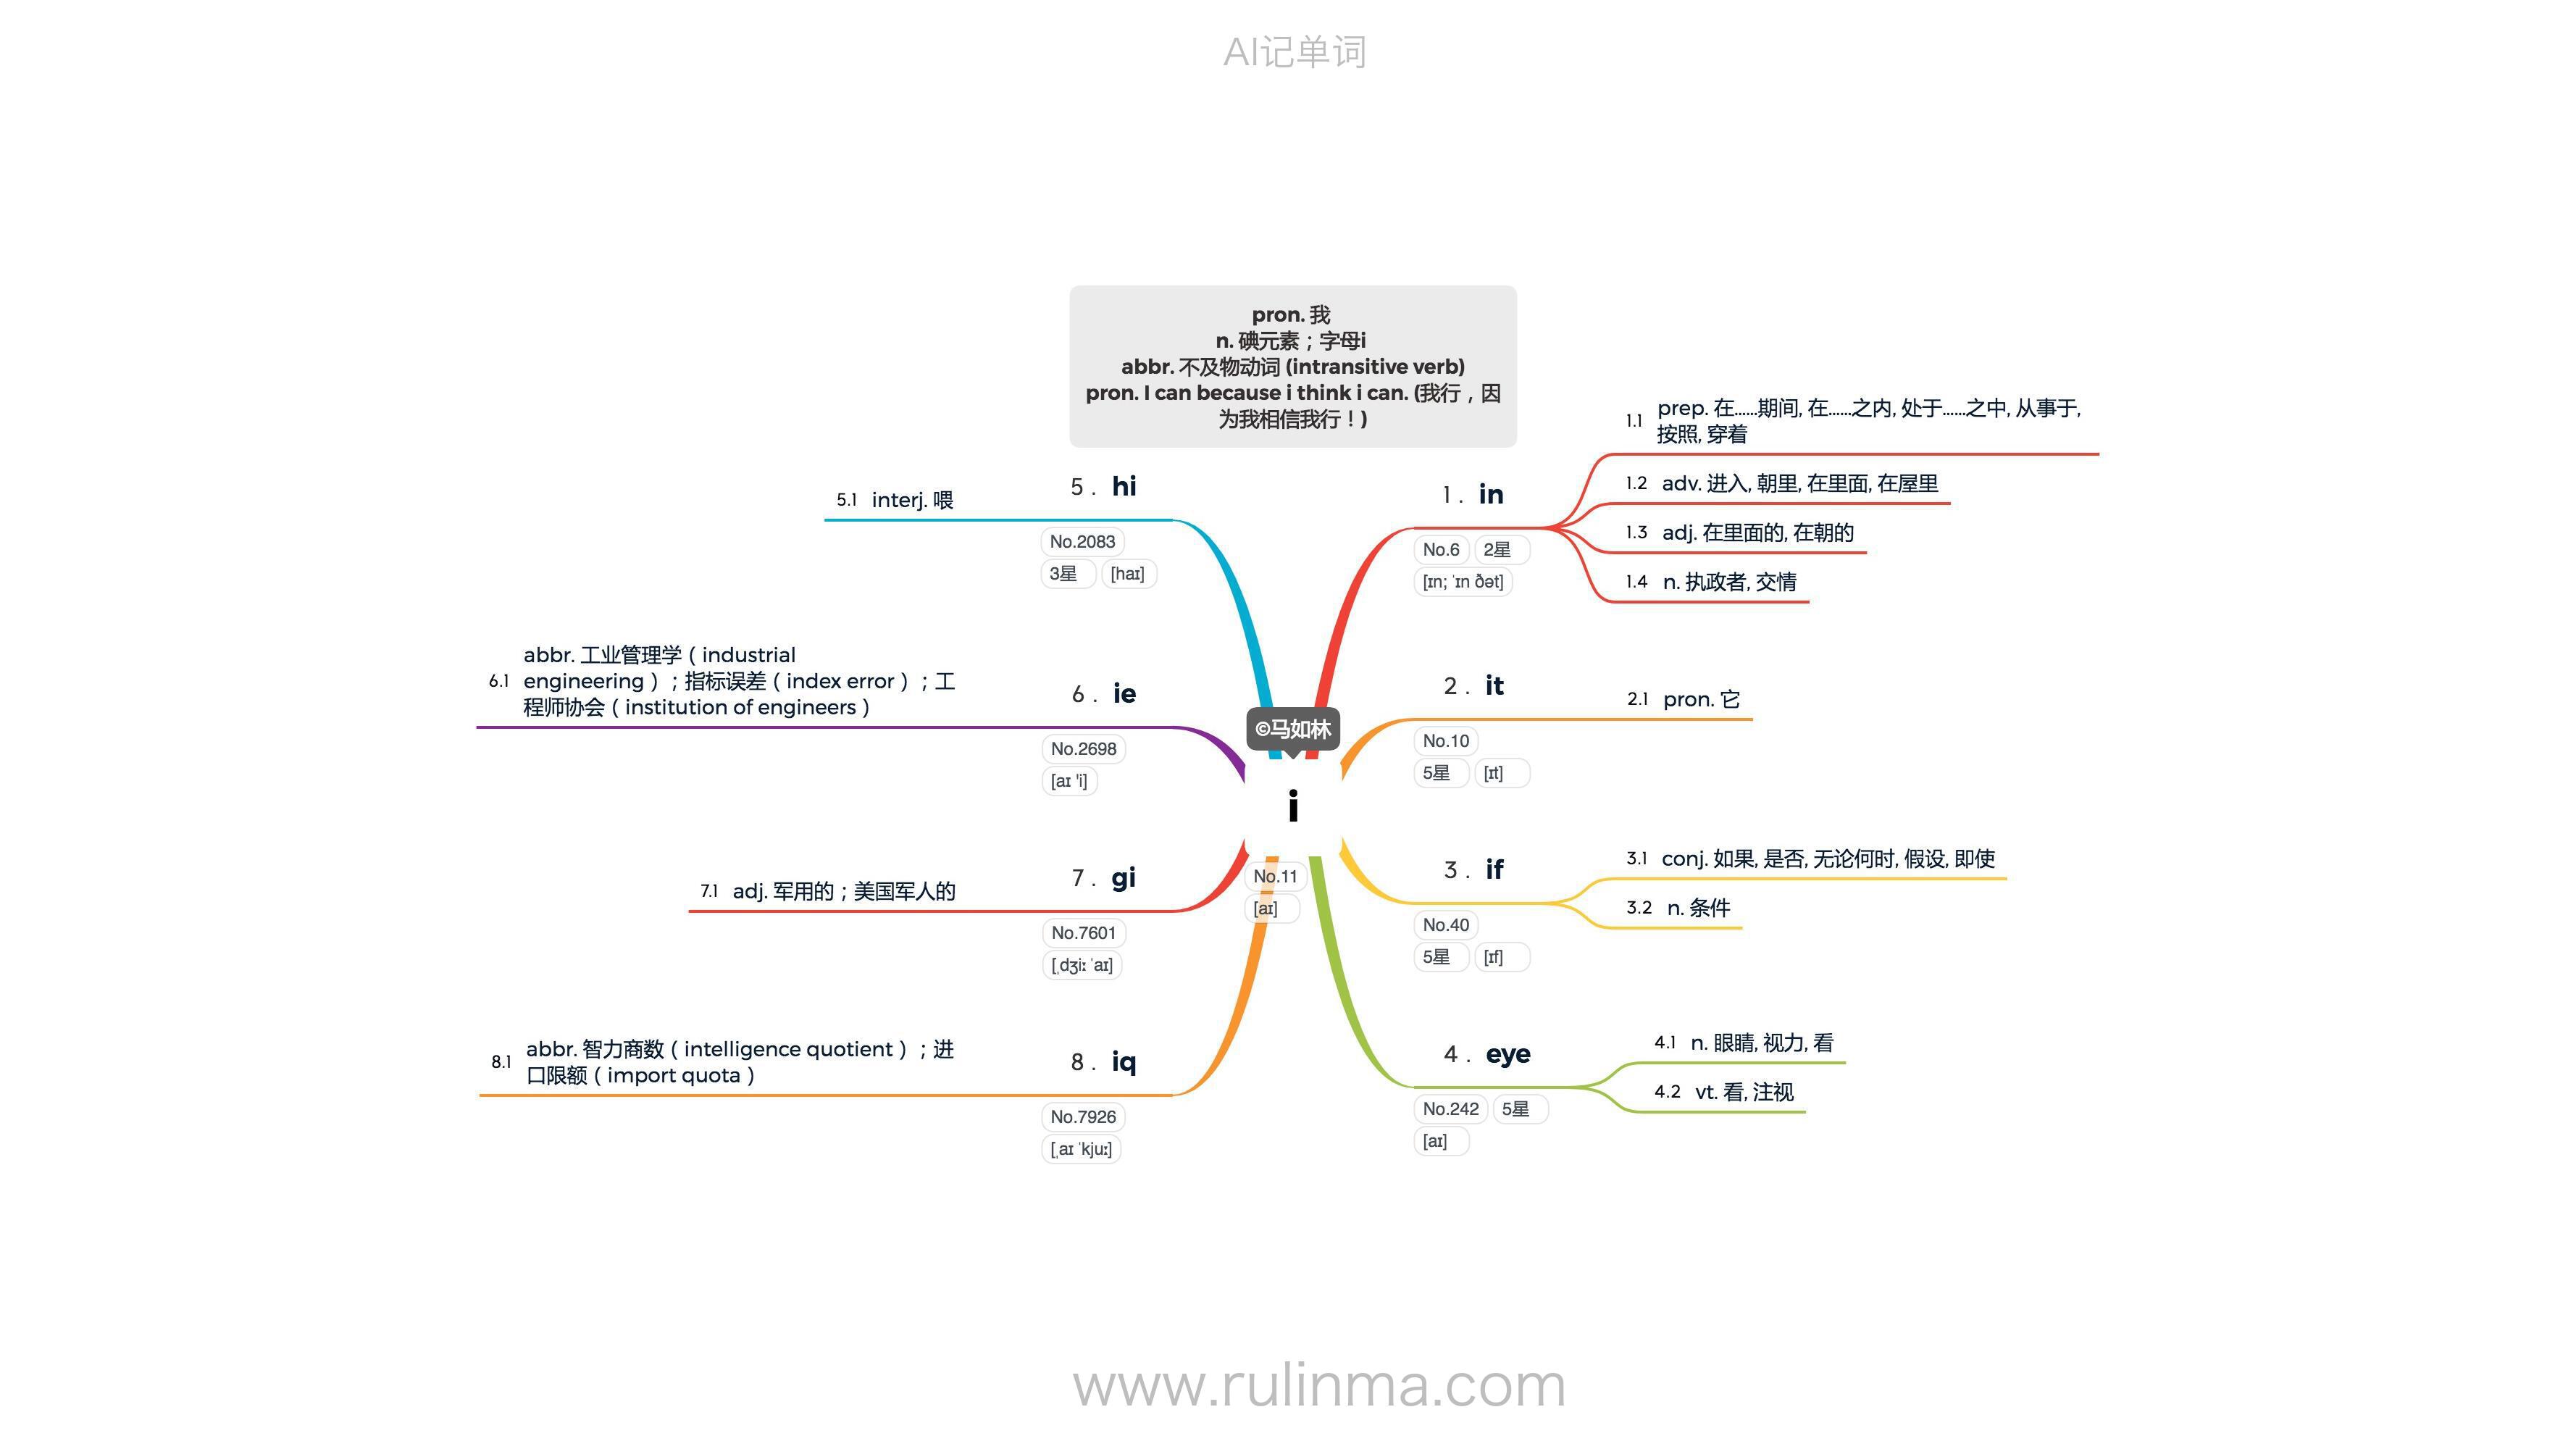 AI记单词
pron. 我
n. 碘元素；字母i
abbr. 不及物动词 (intransitive verb)
pron. I can because i think i can. (我行，因
为我相信我行！)
©马如林
i
No.11
[aɪ]
1 . in
No.6 2星
[ɪn; ˈɪn ðət]
1.1 prep. 在......期间, 在......之内, 处于......之中, 从事于,
按照, 穿着
1.2 adv. 进入, 朝里, 在里面, 在屋里
1.3 adj. 在里面的, 在朝的
1.4 n. 执政者, 交情
2 . it
No.10
5星 [ɪt]
2.1 pron. 它
3 . if
No.40
5星 [ɪf]
3.1 conj. 如果, 是否, 无论何时, 假设, 即使
3.2 n. 条件
4 . eye
No.242 5星
[aɪ]
4.1 n. 眼睛, 视力, 看
4.2 vt. 看, 注视
5 . hi
No.2083
3星 [haɪ]
5.1 interj. 喂
6 . ie
No.2698
[aɪ 'i]
6.1 abbr. 工业管理学（industrial
engineering）；指标误差（index error）；工
程师协会（institution of engineers）
7 . gi
No.7601
[ˌdʒiː ˈaɪ]
7.1 adj. 军用的；美国军人的
8 . iq
No.7926
[ˌaɪ ˈkjuː]
8.1 abbr. 智力商数（intelligence quotient）；进
口限额（import quota）
www.rulinma.com